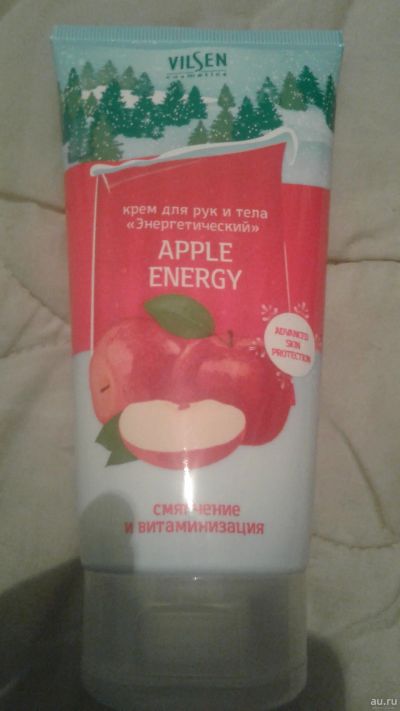 VILSEN
cosmetics
крем для рук и тела
«Энергетический»
APPLE
ENERGY
ADVANCED
SKIN
PROTECTION
смягчение
и витаминизация
au.ru